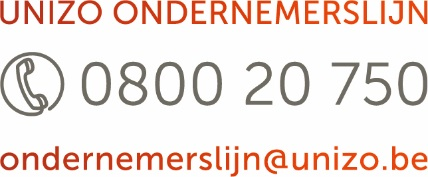 UNIZO ONDERNEMERSLIJN
0800 20 750
ondernemerslijn@unizo.be